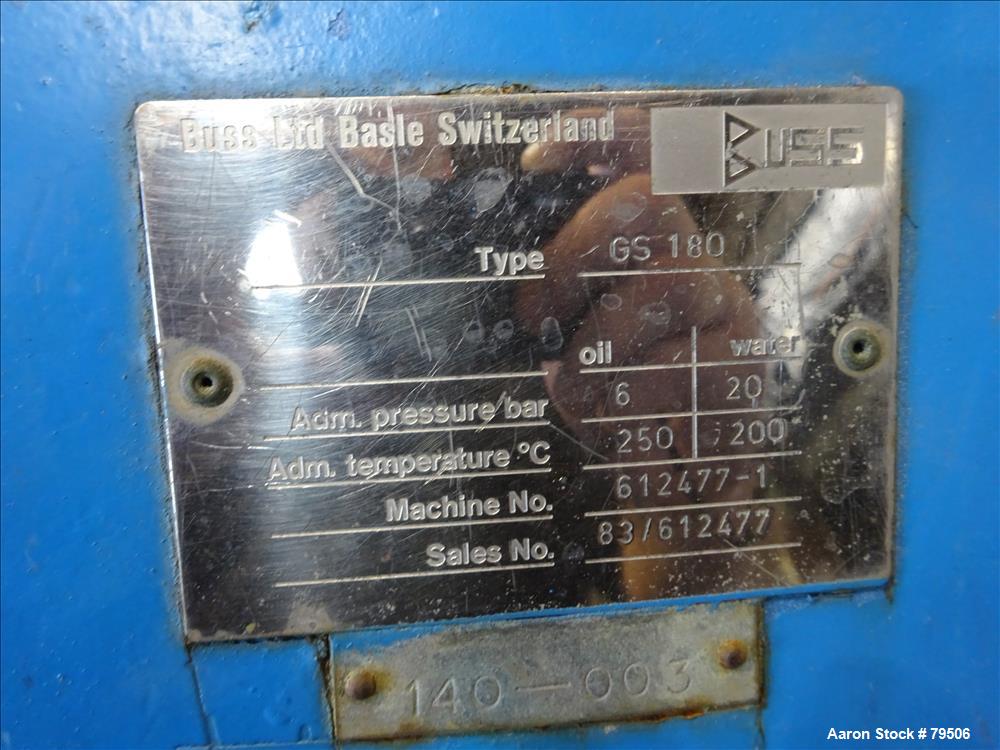 Buss Ltd Basle Switzerland
BUSS
Type GS 180
oil water
Adm. pressure/bar 6 20
Adm. temperature °C 250 200
Machine No. 612477-1
Sales No. 83/612477
140-003
Aaron Stock # 79506